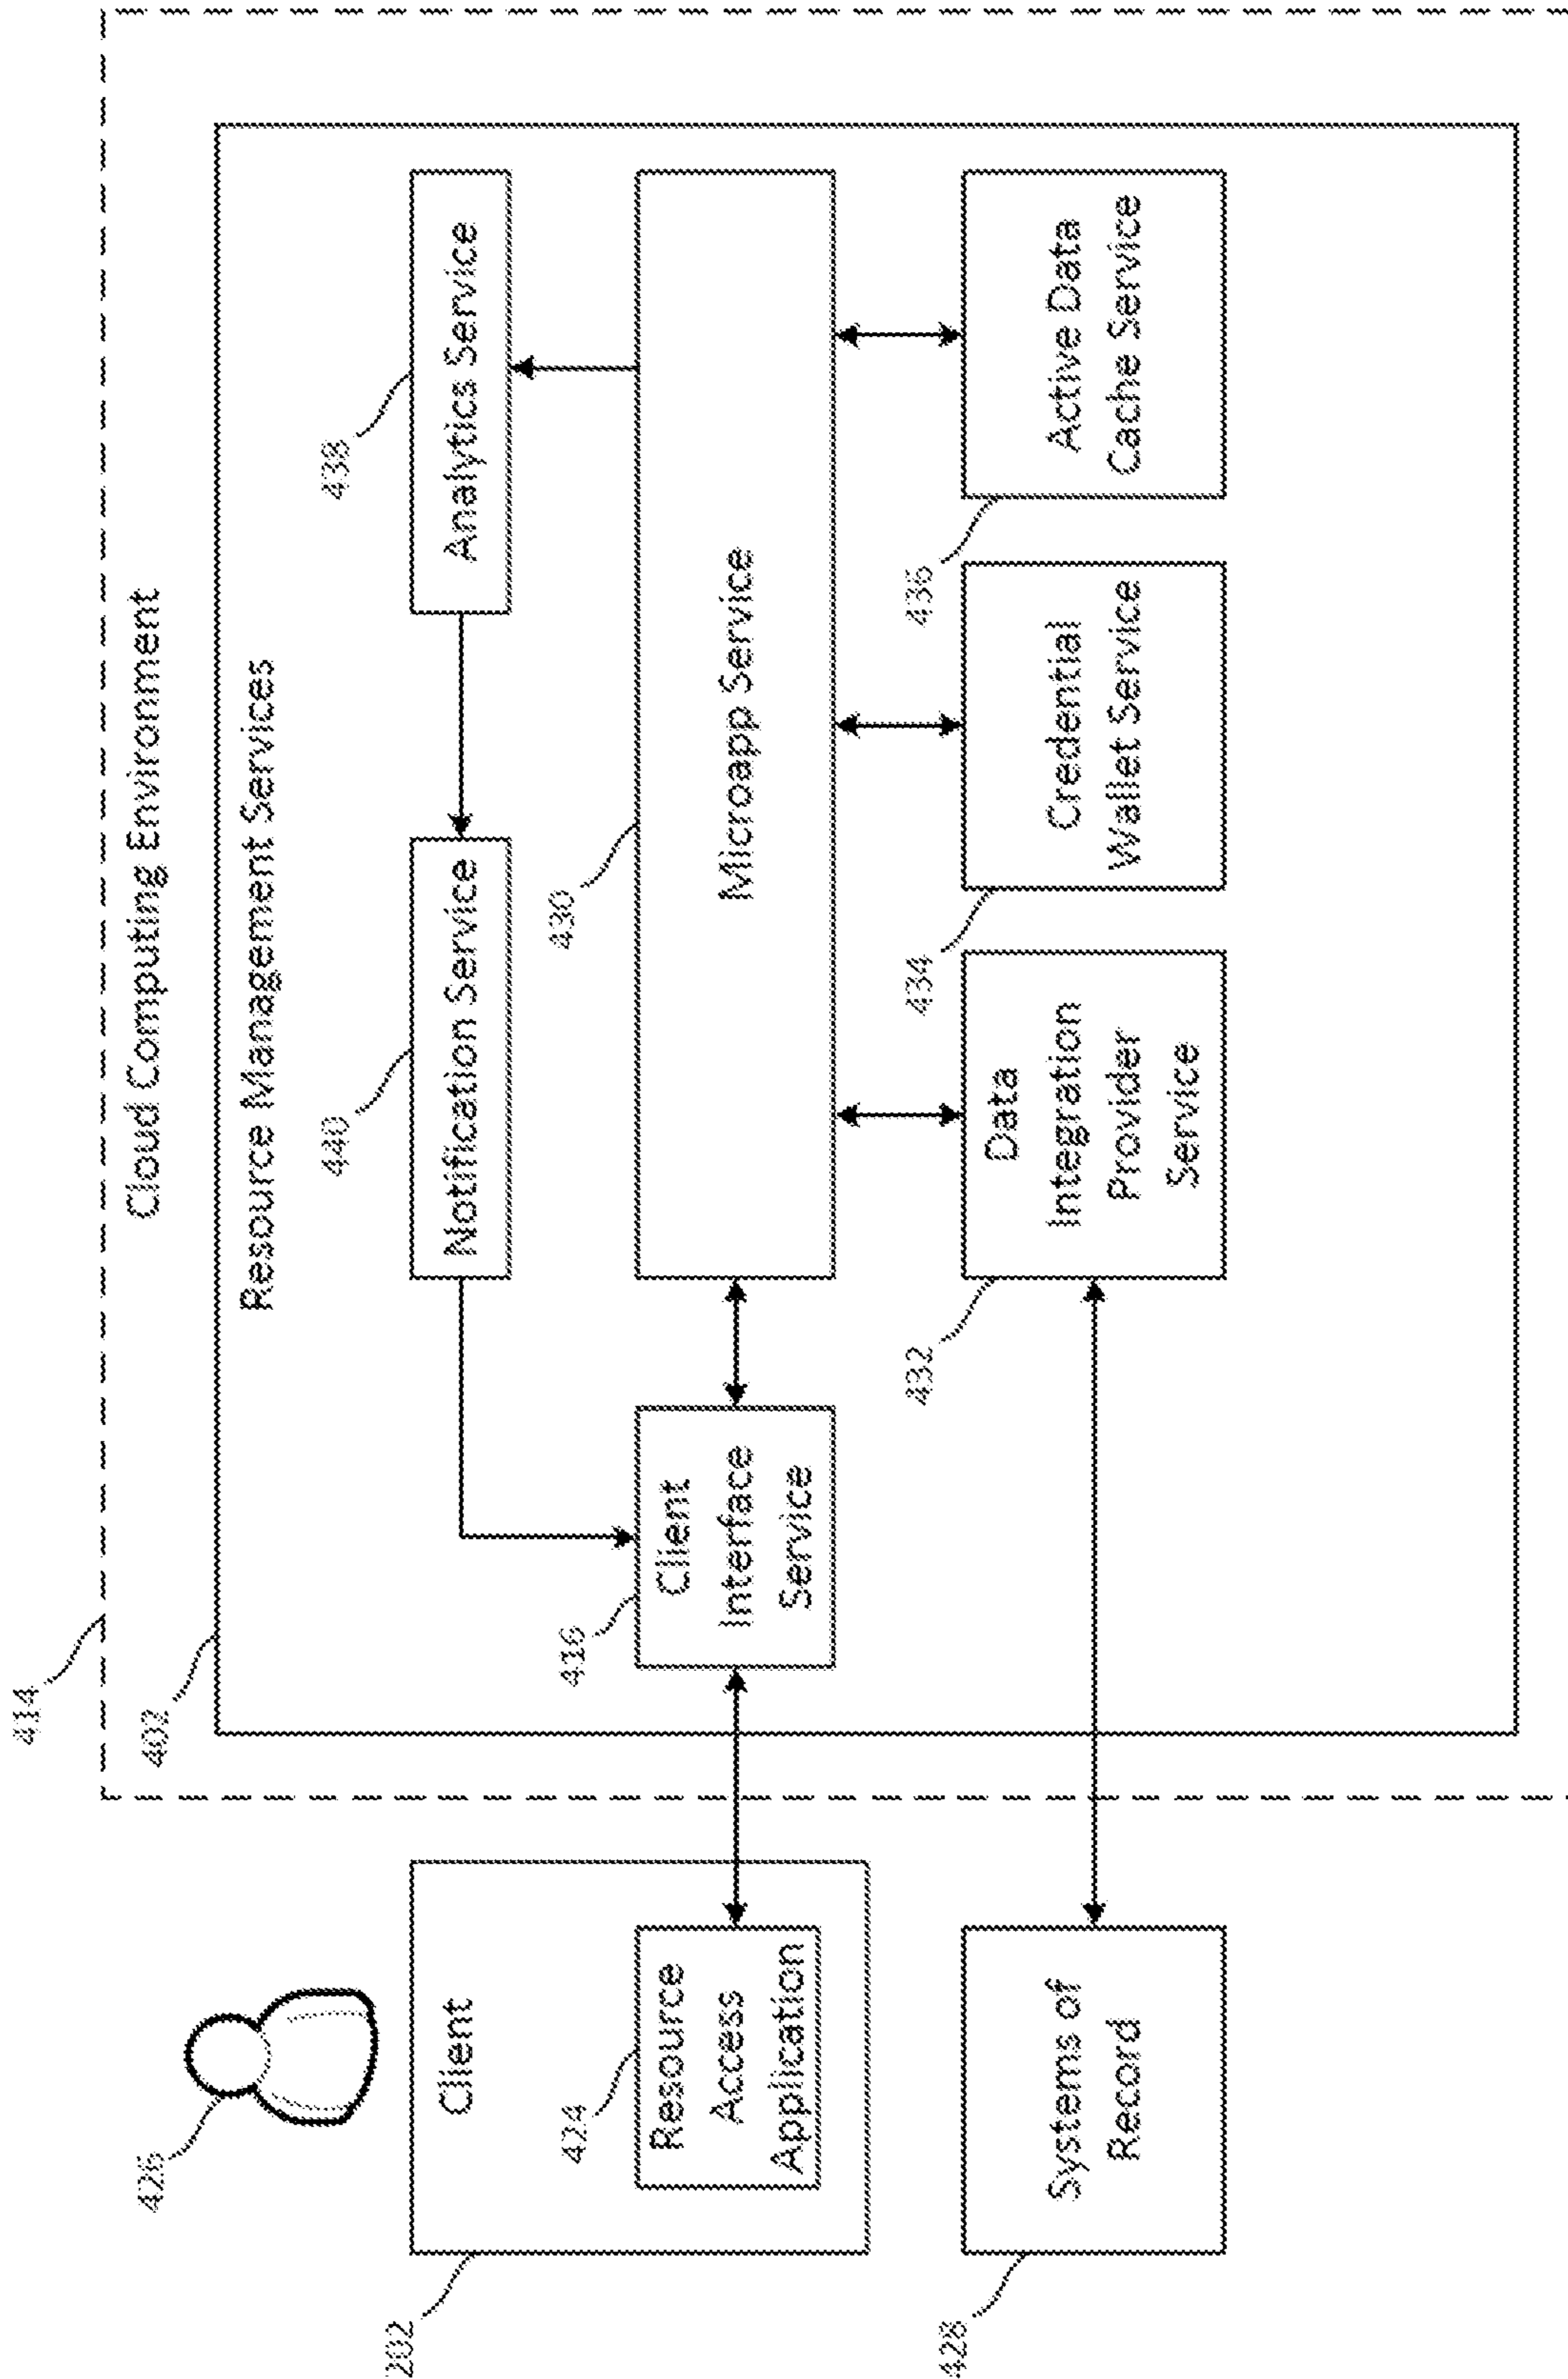 414
Cloud Computing Environment
402
Resource Management Services
426
202
Client
424
Resource
Access
Application
416
Client
Interface
Service
440
Notification Service
438
Analytics Service
430
Microapp Service
428
Systems of
Record
432
Data
Integration
Provider
Service
434
Credential
Wallet Service
436
Active Data
Cache Service